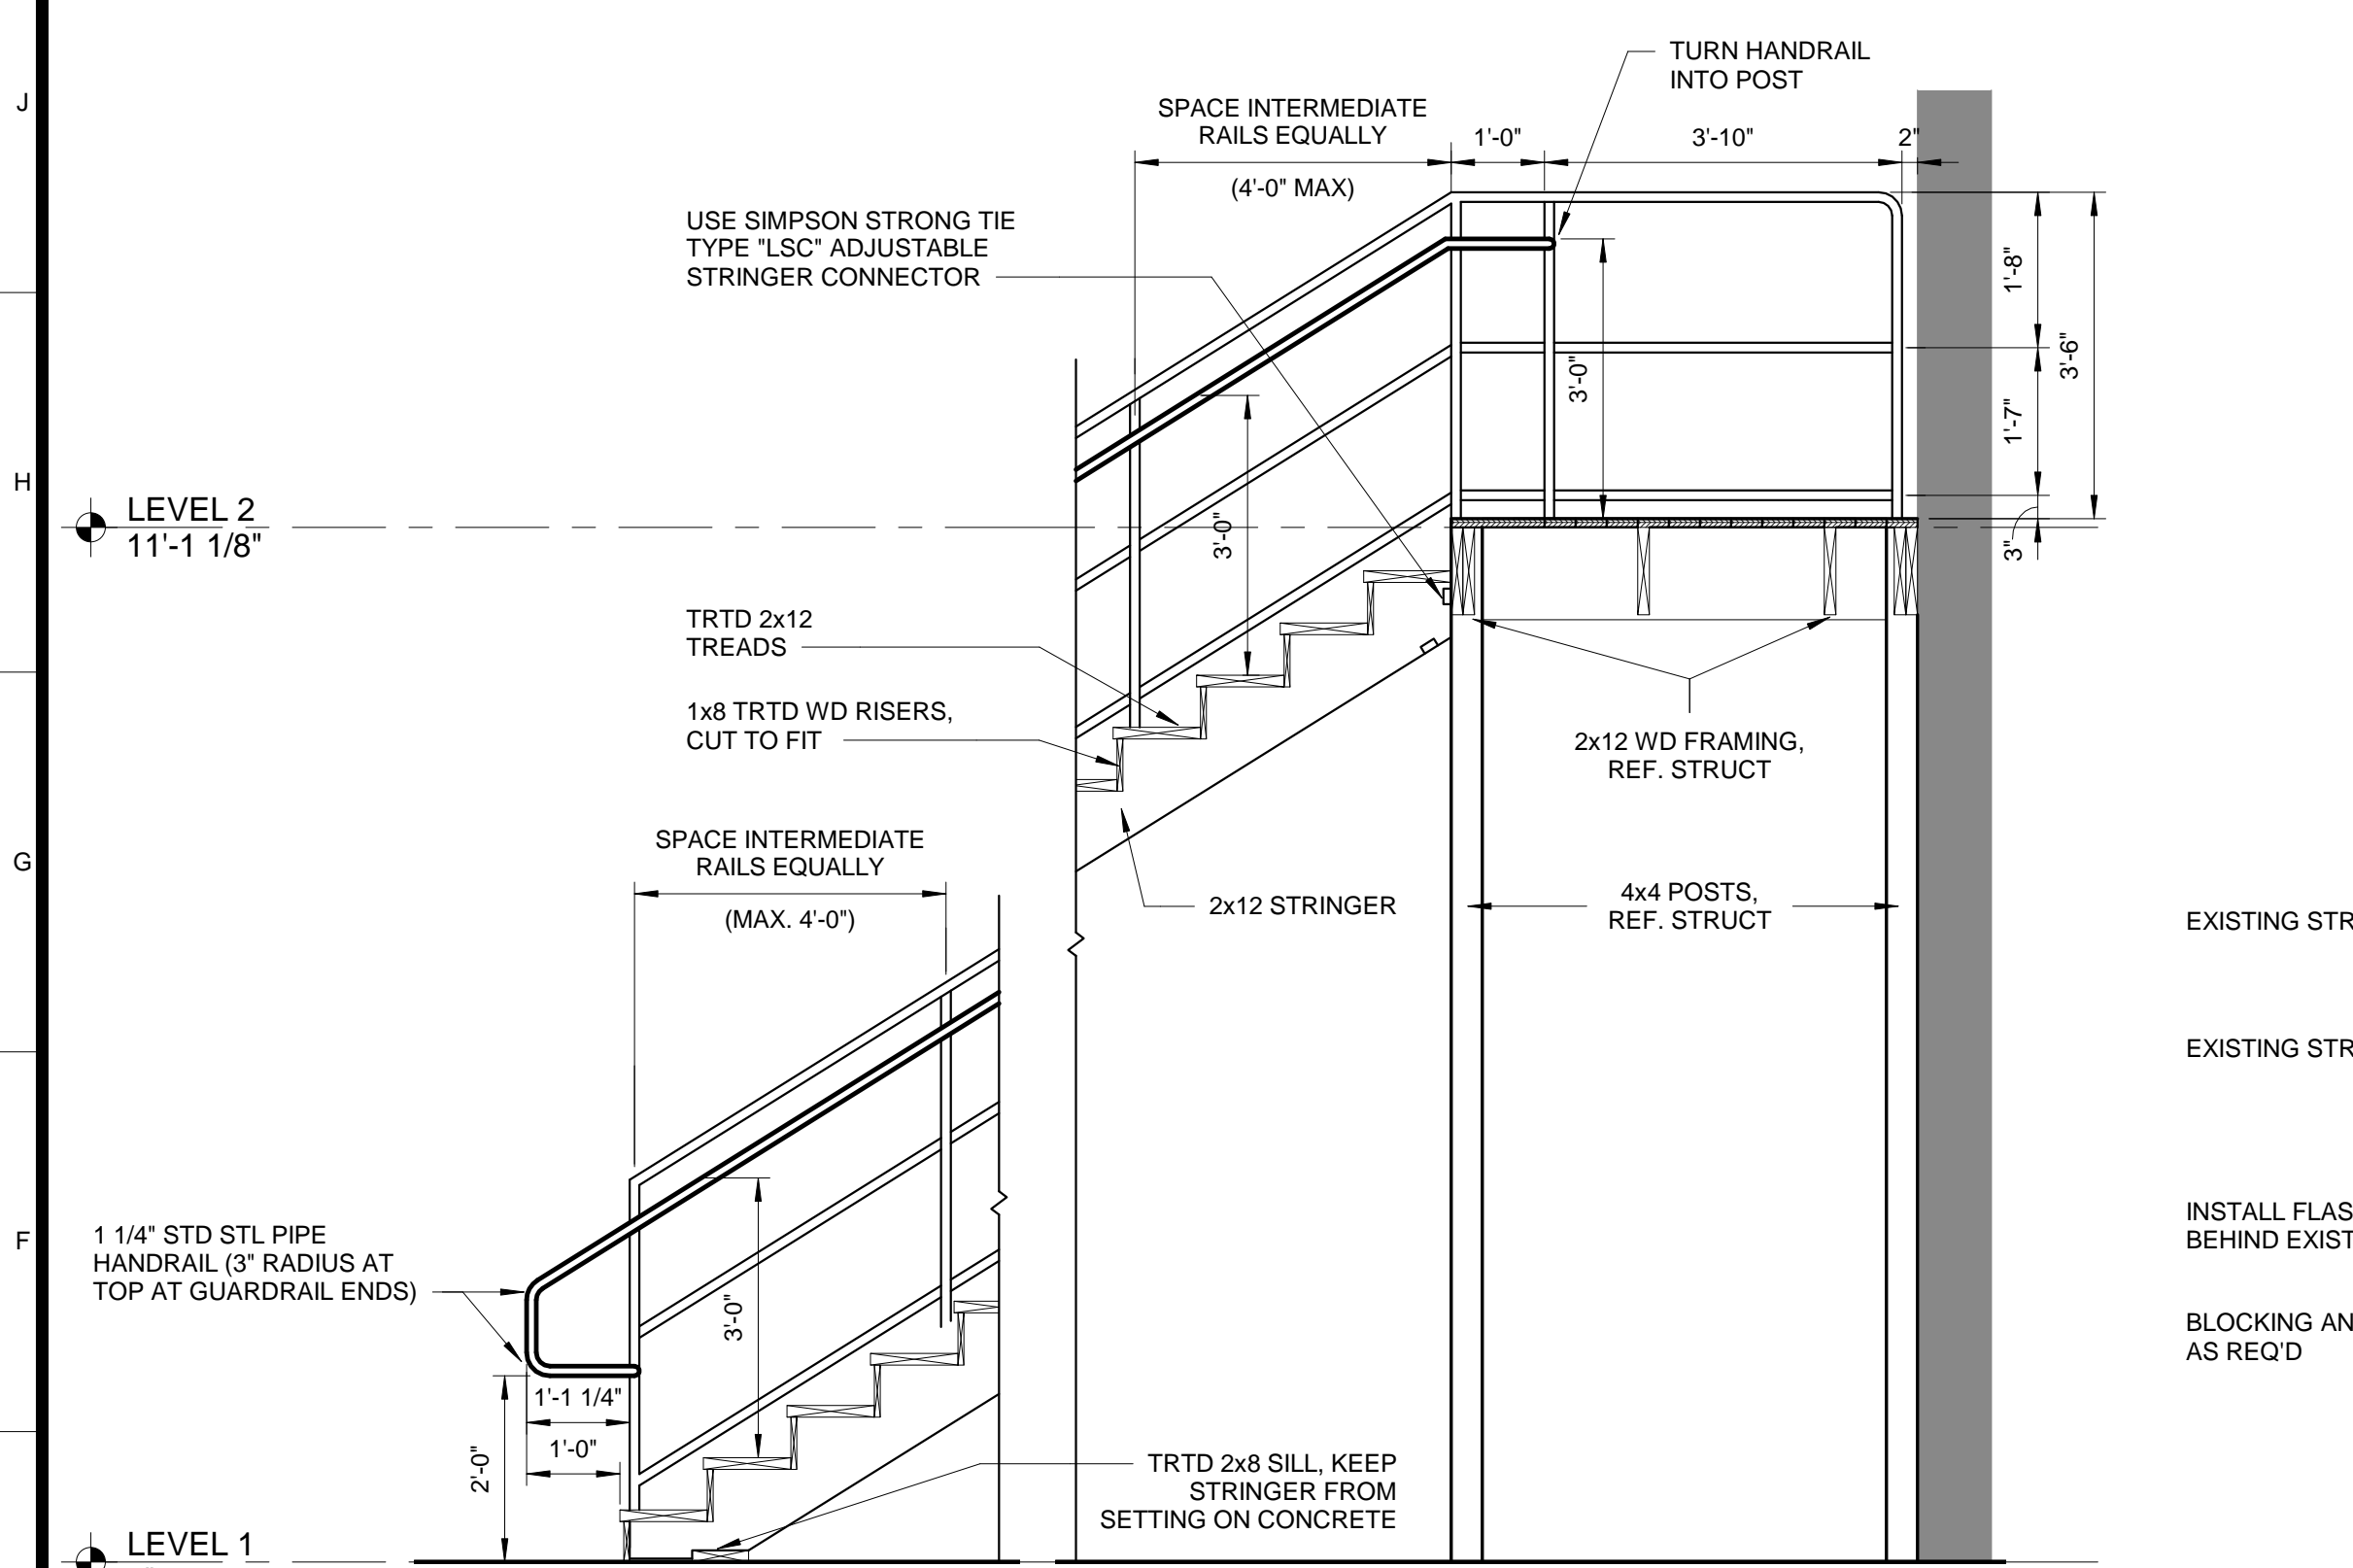 J
H
G
F
TURN HANDRAIL
INTO POST
SPACE INTERMEDIATE
RAILS EQUALLY
(4'-0" MAX)
1'-0"
3'-10"
2"
USE SIMPSON STRONG TIE
TYPE "LSC" ADJUSTABLE
STRINGER CONNECTOR
1'-8"
3'-6"
1'-7"
3"
3'-0"
3'-0"
LEVEL 2
11'-1 1/8"
TRTD 2x12
TREADS
1x8 TRTD WD RISERS,
CUT TO FIT
2x12 WD FRAMING,
REF. STRUCT
SPACE INTERMEDIATE
RAILS EQUALLY
(MAX. 4'-0")
2x12 STRINGER
4x4 POSTS,
REF. STRUCT
EXISTING STR
EXISTING STR
INSTALL FLAS
BEHIND EXIST
BLOCKING AN
AS REQ'D
1 1/4" STD STL PIPE
HANDRAIL (3" RADIUS AT
TOP AT GUARDRAIL ENDS)
3'-0"
1'-1 1/4"
1'-0"
2'-0"
TRTD 2x8 SILL, KEEP
STRINGER FROM
SETTING ON CONCRETE
LEVEL 1